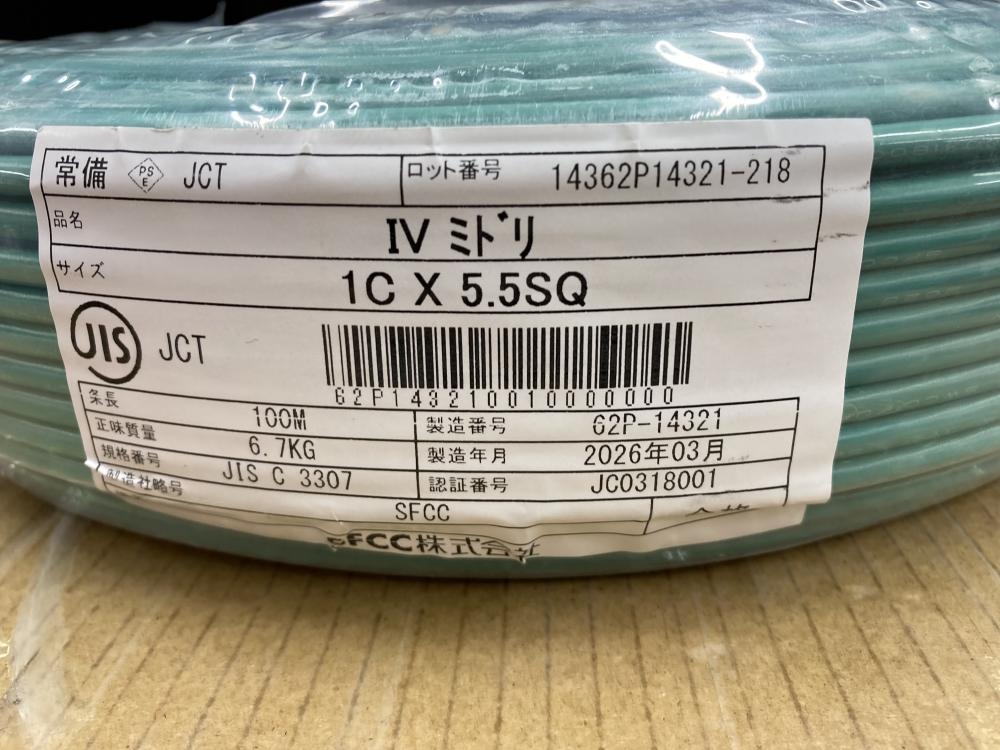 常備 PSE JCT ロット番号 14362P14321-218
品名 IV ミドリ
サイズ 1C X 5.5SQ
JIS JCT
62P143210010000000
条長 100M 製造番号 62P-14321
正味質量 6.7KG 製造年月 2026年03月
規格番号 JIS C 3307 認証番号 JC0318001
製造社略号 SFCC
SFCC株式会社